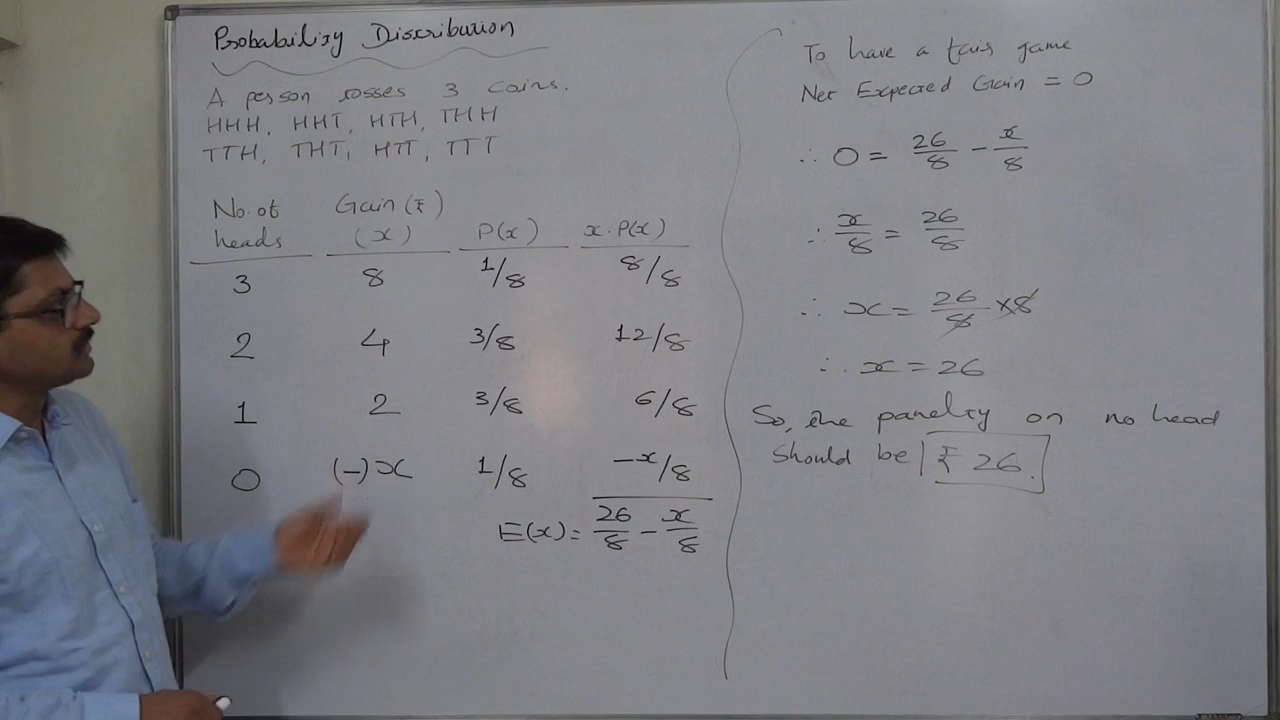 Probability Distribution
A person tosses 3 coins.
HHH, HHT, HTH, THH
TTH, THT, HTT, TTT
No. of heads Gain (₹) (x) P(x) x.P(x)
3 8 1/8 8/8
2 4 3/8 12/8
1 2 3/8 6/8
0 (-)x 1/8 -x/8
E(x) = 26/8 - x/8
To have a fair game
Net Expected Gain = 0
∴ 0 = 26/8 - x/8
∴ x/8 = 26/8
∴ x = 26/8 × 8
∴ x = 26
So, the panelty on no head
should be ₹ 26.